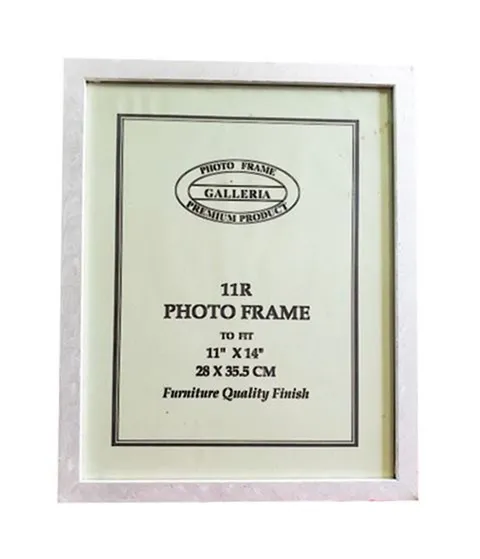 PHOTO FRAME
GALLERIA
PREMIUM PRODUCT
11R
PHOTO FRAME
TO FIT
11" X 14"
28 X 35.5 CM
Furniture Quality Finish